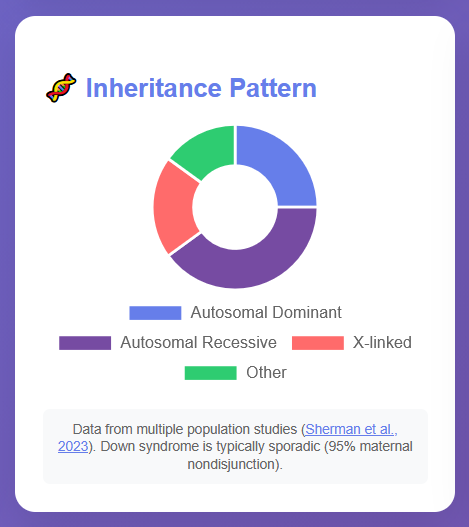 Inheritance Pattern
Autosomal Dominant
Autosomal Recessive X-linked
Other
Data from multiple population studies (Sherman et al.,
2023). Down syndrome is typically sporadic (95% maternal
nondisjunction).